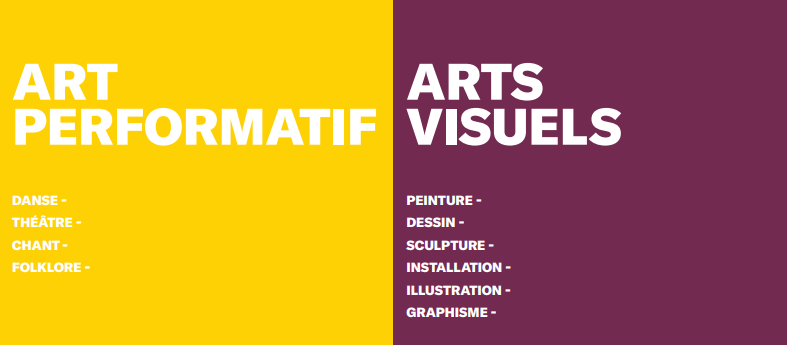 ART
PERFORMATIF
DANSE -
THÉÂTRE -
CHANT -
FOLKLORE -
ARTS
VISUELS
PEINTURE -
DESSIN -
SCULPTURE -
INSTALLATION -
ILLUSTRATION -
GRAPHISME -